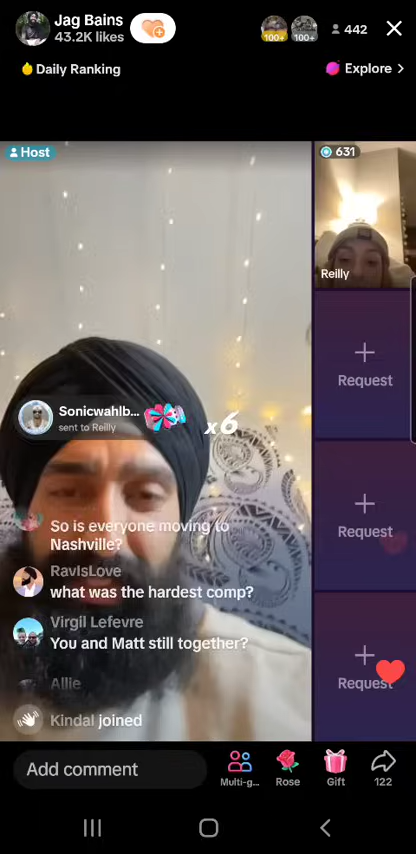 Jag Bains
43.2K likes
100+
100+
442
Daily Ranking
Explore >
Host
631
Reilly
Request
Sonicwahlb...
sent to Reilly
x6
Request
So is everyone moving to
Nashville?
RavIsLove
what was the hardest comp?
Virgil Lefevre
You and Matt still together?
Allie
Kindal joined
Request
Add comment
Multi-g...
Rose
Gift
122